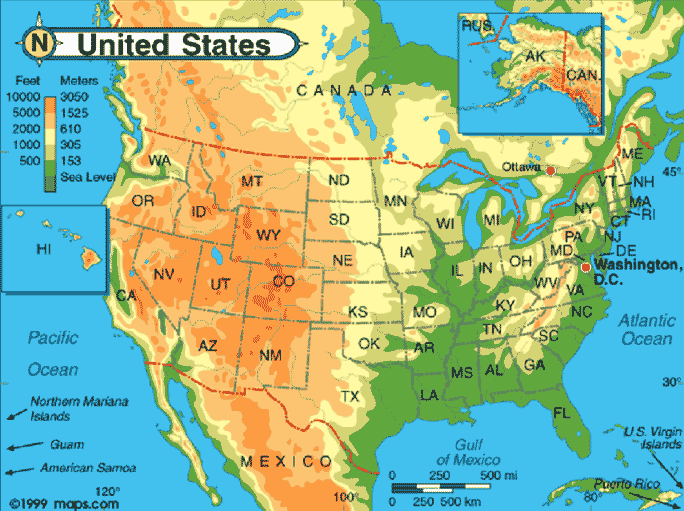 N United States
Feet Meters
10000 3050
5000 1525
2000 610
1000 305
500 153
Sea Level
RUS.
AK
CAN.
CANADA
Ottawa
45°
WA
MT
ND
MN
ME
VT
NH
MA
RI
CT
NY
OR
ID
SD
WI
MI
WY
IA
PA
NJ
HI
NE
IL
IN
OH
MD
DE
Washington,
D.C.
NV
UT
CO
WV
VA
CA
KS
MO
KY
NC
Pacific
Ocean
AZ
NM
OK
AR
TN
SC
Atlantic
Ocean
MS
AL
GA
TX
LA
30°
FL
Northern Mariana
Islands
Guam
American Samoa
MEXICO
Gulf
of Mexico
U.S. Virgin
Islands
Puerto Rico
0 250 500 mi
0 250 500 km
120°
100°
80°
©1999 maps.com